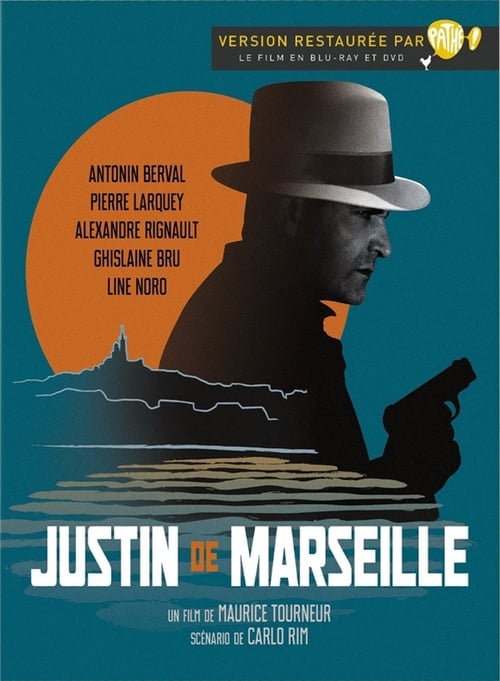 VERSION RESTAURÉE PAR PATHÉ!
LE FILM EN BLU-RAY ET DVD
ANTONIN BERVAL
PIERRE LARQUEY
ALEXANDRE RIGNAULT
GHISLAINE BRU
LINE NORO
JUSTIN DE MARSEILLE
UN FILM DE MAURICE TOURNEUR
SCÉNARIO DE CARLO RIM